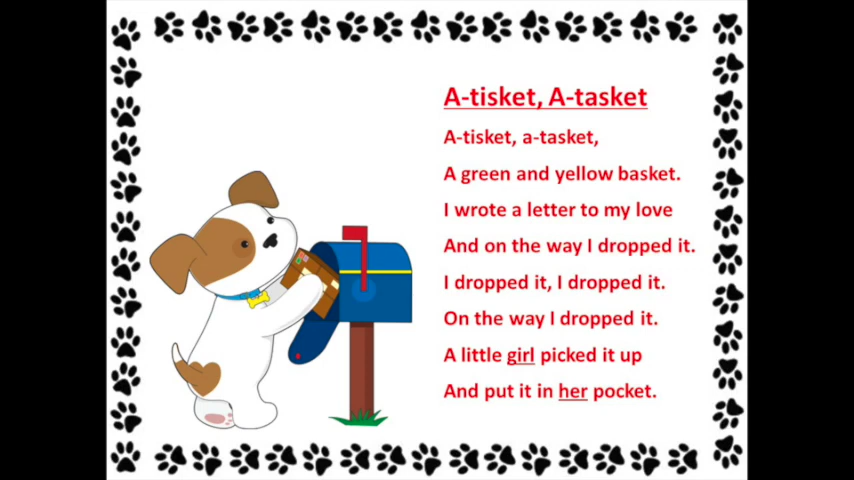 A-tisket, A-tasket
A-tisket, a-tasket,
A green and yellow basket.
I wrote a letter to my love
And on the way I dropped it.
I dropped it, I dropped it.
On the way I dropped it.
A little girl picked it up
And put it in her pocket.